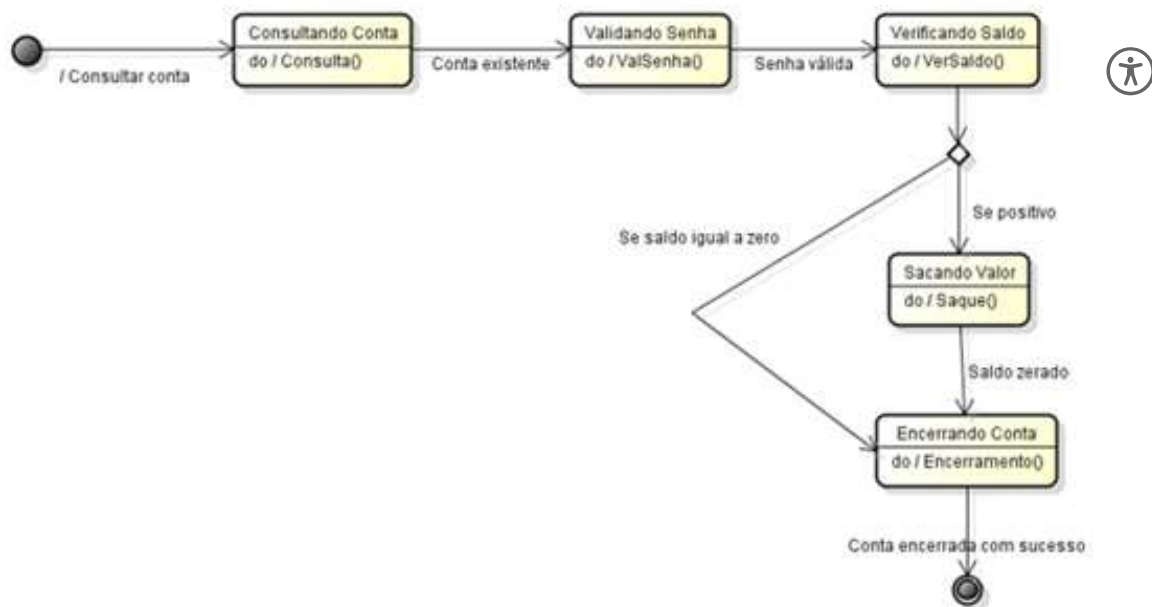 Consultando Conta
do / Consulta()
Validando Senha
do / ValSenha()
Verificando Saldo
do / VerSaldo()
/ Consultar conta
Conta existente
Senha válida
Se positivo
Se saldo igual a zero
Sacando Valor
do / Saque()
Saldo zerado
Encerrando Conta
do / Encerramento()
Conta encerrada com sucesso